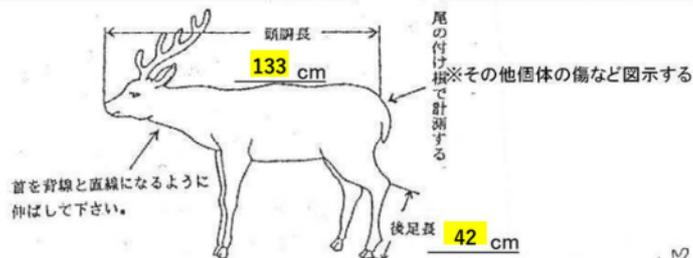 頭胴長
133 cm
尾の付け根で計測する
※その他個体の傷など図示する
首を背線と直線になるように
伸ばして下さい。
後足長 42 cm